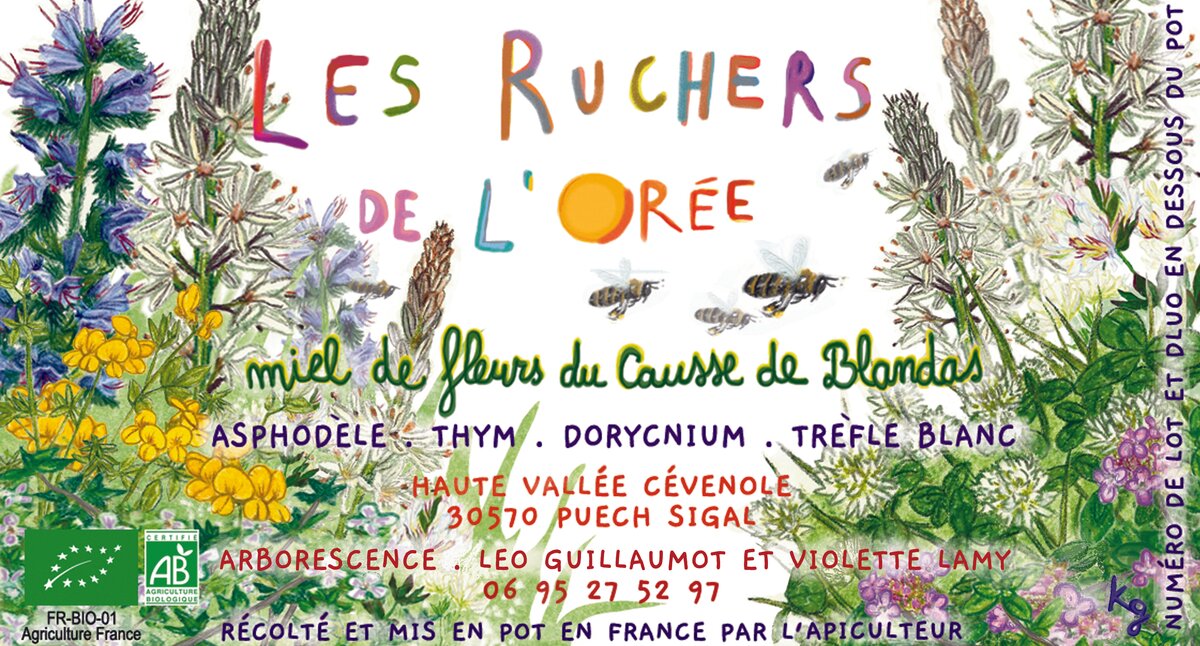 LES RUCHERS
DE L'ORÉE
miel de fleurs du Causse de Blandas
ASPHODÈLE . THYM . DORYCNIUM . TRÈFLE BLANC
HAUTE VALLÉE CÉVENOLE
30570 PUECH SIGAL
ARBORESCENCE . LEO GUILLAUMOT ET VIOLETTE LAMY
06 95 27 52 97
RÉCOLTÉ ET MIS EN POT EN FRANCE PAR L'APICULTEUR
CERTIFIÉ
AB
AGRICULTURE
BIOLOGIQUE
FR-BIO-01
Agriculture France
NUMÉRO DE LOT ET DLUO EN DESSOUS DU POT
Kg